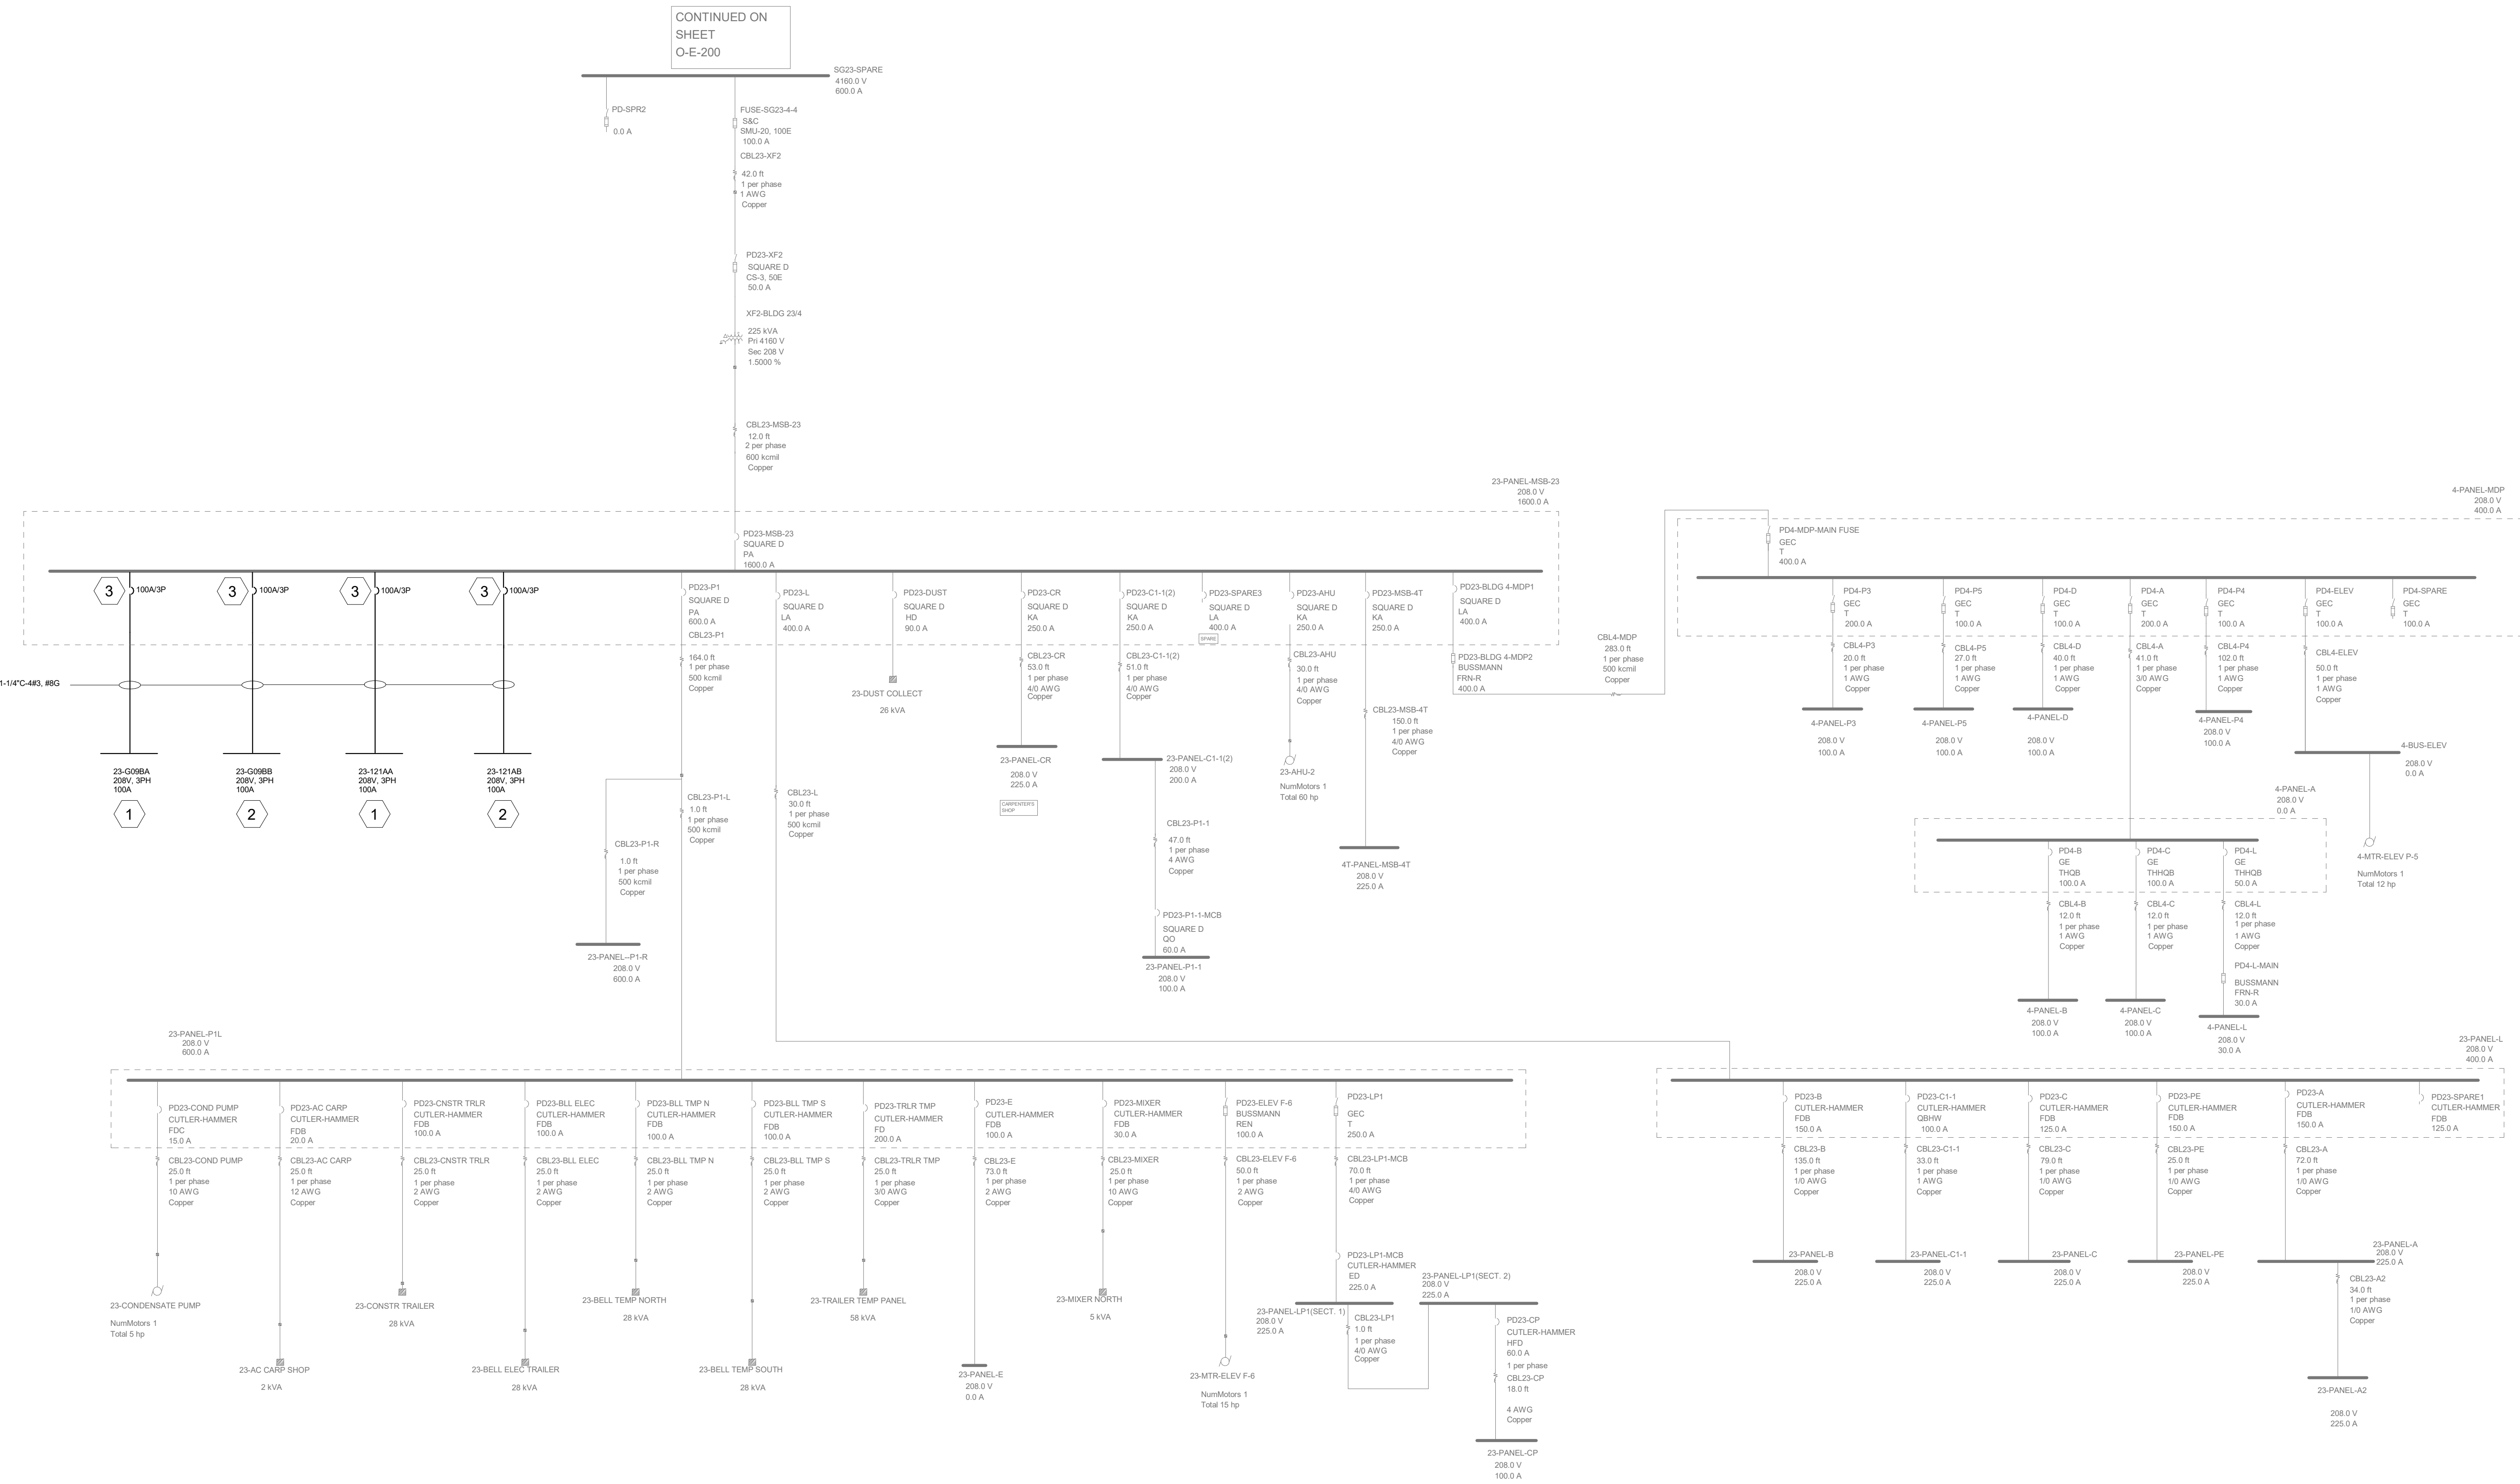 CONTINUED ON
SHEET
O-E-200
SG23-SPARE
4160.0 V
600.0 A
PD-SPR2
0.0 A
FUSE-SG23-4-4
S&C
SMU-20, 100E
100.0 A
CBL23-XF2
42.0 ft
1 per phase
1 AWG
Copper
PD23-XF2
SQUARE D
CS-3, 50E
50.0 A
XF2-BLDG 23/4
225 kVA
Pri 4160 V
Sec 208 V
1.5000 %
CBL23-MSB-23
12.0 ft
2 per phase
600 kcmil
Copper
23-PANEL-MSB-23
208.0 V
1600.0 A
PD23-MSB-23
SQUARE D
PA
1600.0 A
3
100A/3P
3
100A/3P
3
100A/3P
3
100A/3P
1-1/4"C-4#3, #8G
23-G09BA
208V, 3PH
100A
1
23-G09BB
208V, 3PH
100A
2
23-121AA
208V, 3PH
100A
1
23-121AB
208V, 3PH
100A
2
PD23-P1
SQUARE D
PA
600.0 A
CBL23-P1
164.0 ft
1 per phase
500 kcmil
Copper
CBL23-P1-L
1.0 ft
1 per phase
500 kcmil
Copper
CBL23-P1-R
1.0 ft
1 per phase
500 kcmil
Copper
23-PANEL--P1-R
208.0 V
600.0 A
PD23-L
SQUARE D
LA
400.0 A
CBL23-L
30.0 ft
1 per phase
500 kcmil
Copper
PD23-DUST
SQUARE D
HD
90.0 A
23-DUST COLLECT
26 kVA
PD23-CR
SQUARE D
KA
250.0 A
CBL23-CR
53.0 ft
1 per phase
4/0 AWG
Copper
23-PANEL-CR
208.0 V
225.0 A
CARPENTER'S
SHOP
PD23-C1-1(2)
SQUARE D
KA
250.0 A
CBL23-C1-1(2)
51.0 ft
1 per phase
4/0 AWG
Copper
23-PANEL-C1-1(2)
208.0 V
200.0 A
CBL23-P1-1
47.0 ft
1 per phase
4 AWG
Copper
PD23-P1-1-MCB
SQUARE D
QO
60.0 A
23-PANEL-P1-1
208.0 V
100.0 A
PD23-SPARE3
SQUARE D
LA
400.0 A
SPARE
PD23-AHU
SQUARE D
KA
250.0 A
CBL23-AHU
30.0 ft
1 per phase
4/0 AWG
Copper
23-AHU-2
NumMotors 1
Total 60 hp
PD23-MSB-4T
SQUARE D
KA
250.0 A
CBL23-MSB-4T
150.0 ft
1 per phase
4/0 AWG
Copper
4T-PANEL-MSB-4T
208.0 V
225.0 A
PD23-BLDG 4-MDP1
SQUARE D
LA
400.0 A
PD23-BLDG 4-MDP2
BUSSMANN
FRN-R
400.0 A
CBL4-MDP
283.0 ft
1 per phase
500 kcmil
Copper
4-PANEL-MDP
208.0 V
400.0 A
PD4-MDP-MAIN FUSE
GEC
T
400.0 A
PD4-P3
GEC
T
200.0 A
CBL4-P3
20.0 ft
1 per phase
1 AWG
Copper
4-PANEL-P3
208.0 V
100.0 A
PD4-P5
GEC
T
100.0 A
CBL4-P5
27.0 ft
1 per phase
1 AWG
Copper
4-PANEL-P5
208.0 V
100.0 A
PD4-D
GEC
T
100.0 A
CBL4-D
40.0 ft
1 per phase
1 AWG
Copper
4-PANEL-D
208.0 V
100.0 A
PD4-A
GEC
T
200.0 A
CBL4-A
41.0 ft
1 per phase
3/0 AWG
Copper
PD4-P4
GEC
T
100.0 A
CBL4-P4
102.0 ft
1 per phase
1 AWG
Copper
4-PANEL-P4
208.0 V
100.0 A
PD4-ELEV
GEC
T
100.0 A
CBL4-ELEV
50.0 ft
1 per phase
1 AWG
Copper
4-BUS-ELEV
208.0 V
0.0 A
PD4-SPARE
GEC
T
100.0 A
4-MTR-ELEV P-5
NumMotors 1
Total 12 hp
4-PANEL-A
208.0 V
0.0 A
PD4-B
GE
THQB
100.0 A
CBL4-B
12.0 ft
1 per phase
1 AWG
Copper
4-PANEL-B
208.0 V
100.0 A
PD4-C
GE
THHQB
100.0 A
CBL4-C
12.0 ft
1 per phase
1 AWG
Copper
4-PANEL-C
208.0 V
100.0 A
PD4-L
GE
THHQB
50.0 A
CBL4-L
12.0 ft
1 per phase
1 AWG
Copper
PD4-L-MAIN
BUSSMANN
FRN-R
30.0 A
4-PANEL-L
208.0 V
30.0 A
23-PANEL-P1L
208.0 V
600.0 A
PD23-COND PUMP
CUTLER-HAMMER
FDC
15.0 A
CBL23-COND PUMP
25.0 ft
1 per phase
10 AWG
Copper
23-CONDENSATE PUMP
NumMotors 1
Total 5 hp
PD23-AC CARP
CUTLER-HAMMER
FDB
20.0 A
CBL23-AC CARP
25.0 ft
1 per phase
12 AWG
Copper
23-AC CARP SHOP
2 kVA
PD23-CNSTR TRLR
CUTLER-HAMMER
FDB
100.0 A
CBL23-CNSTR TRLR
25.0 ft
1 per phase
2 AWG
Copper
23-CONSTR TRAILER
28 kVA
PD23-BLL ELEC
CUTLER-HAMMER
FDB
100.0 A
CBL23-BLL ELEC
25.0 ft
1 per phase
2 AWG
Copper
23-BELL ELEC TRAILER
28 kVA
PD23-BLL TMP N
CUTLER-HAMMER
FDB
100.0 A
CBL23-BLL TMP N
25.0 ft
1 per phase
2 AWG
Copper
23-BELL TEMP NORTH
28 kVA
PD23-BLL TMP S
CUTLER-HAMMER
FDB
100.0 A
CBL23-BLL TMP S
25.0 ft
1 per phase
2 AWG
Copper
23-BELL TEMP SOUTH
28 kVA
PD23-TRLR TMP
CUTLER-HAMMER
FD
200.0 A
CBL23-TRLR TMP
25.0 ft
1 per phase
3/0 AWG
Copper
23-TRAILER TEMP PANEL
58 kVA
PD23-E
CUTLER-HAMMER
FDB
100.0 A
CBL23-E
73.0 ft
1 per phase
2 AWG
Copper
23-PANEL-E
208.0 V
0.0 A
PD23-MIXER
CUTLER-HAMMER
FDB
30.0 A
CBL23-MIXER
25.0 ft
1 per phase
10 AWG
Copper
23-MIXER NORTH
5 kVA
PD23-ELEV F-6
BUSSMANN
REN
100.0 A
CBL23-ELEV F-6
50.0 ft
1 per phase
2 AWG
Copper
23-MTR-ELEV F-6
NumMotors 1
Total 15 hp
PD23-LP1
GEC
T
250.0 A
CBL23-LP1-MCB
70.0 ft
1 per phase
4/0 AWG
Copper
PD23-LP1-MCB
CUTLER-HAMMER
ED
225.0 A
23-PANEL-LP1(SECT. 1)
208.0 V
225.0 A
CBL23-LP1
1.0 ft
1 per phase
4/0 AWG
Copper
23-PANEL-LP1(SECT. 2)
208.0 V
225.0 A
PD23-CP
CUTLER-HAMMER
HFD
60.0 A
1 per phase
CBL23-CP
18.0 ft
4 AWG
Copper
23-PANEL-CP
208.0 V
100.0 A
23-PANEL-L
208.0 V
400.0 A
PD23-B
CUTLER-HAMMER
FDB
150.0 A
CBL23-B
135.0 ft
1 per phase
1/0 AWG
Copper
23-PANEL-B
208.0 V
225.0 A
PD23-C1-1
CUTLER-HAMMER
QBHW
100.0 A
CBL23-C1-1
33.0 ft
1 per phase
1 AWG
Copper
23-PANEL-C1-1
208.0 V
225.0 A
PD23-C
CUTLER-HAMMER
FDB
125.0 A
CBL23-C
79.0 ft
1 per phase
1/0 AWG
Copper
23-PANEL-C
208.0 V
225.0 A
PD23-PE
CUTLER-HAMMER
FDB
150.0 A
CBL23-PE
25.0 ft
1 per phase
1/0 AWG
Copper
23-PANEL-PE
208.0 V
225.0 A
PD23-A
CUTLER-HAMMER
FDB
150.0 A
CBL23-A
72.0 ft
1 per phase
1/0 AWG
Copper
23-PANEL-A
208.0 V
225.0 A
CBL23-A2
34.0 ft
1 per phase
1/0 AWG
Copper
23-PANEL-A2
208.0 V
225.0 A
PD23-SPARE1
CUTLER-HAMMER
FDB
125.0 A